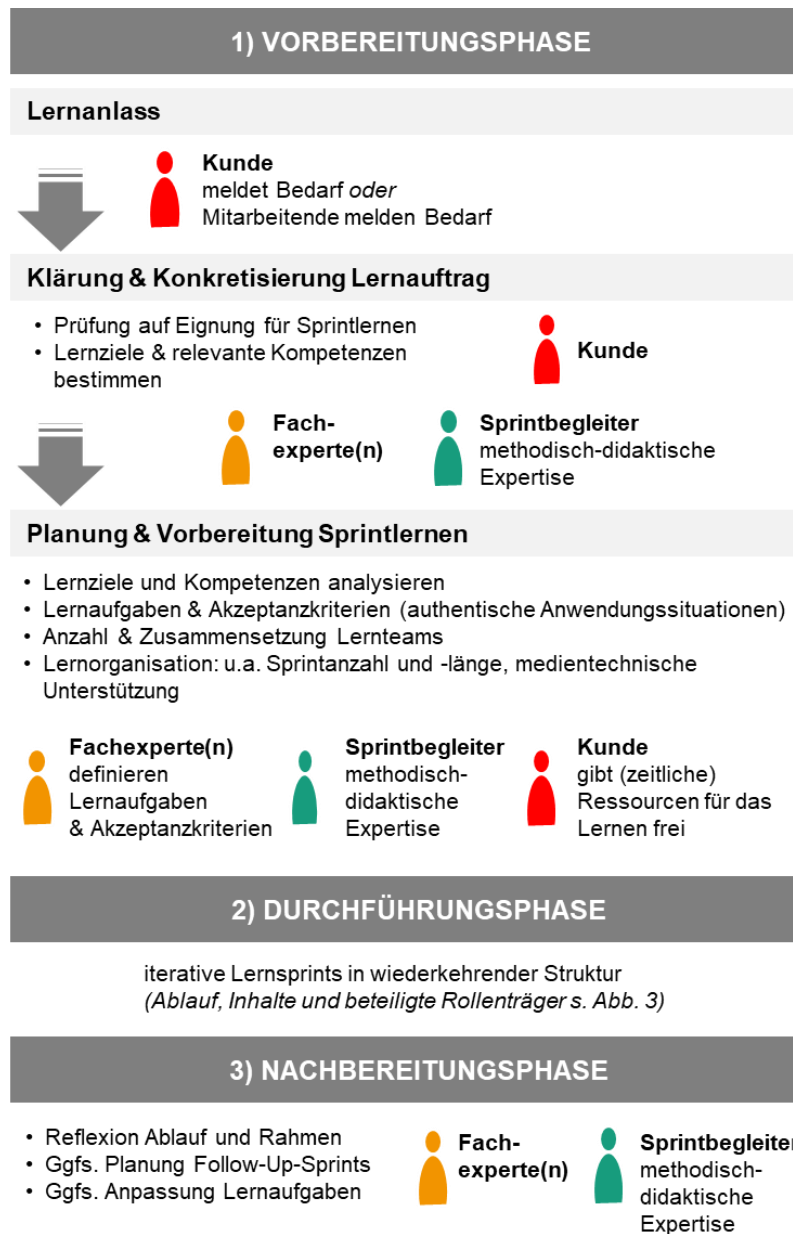 1) VORBEREITUNGSPHASE
Lernanlass
Kunde
meldet Bedarf oder
Mitarbeitende melden Bedarf
Klärung & Konkretisierung Lernauftrag
• Prüfung auf Eignung für Sprintlernen
• Lernziele & relevante Kompetenzen
bestimmen
Kunde
Fach-
experte(n)
Sprintbegleiter
methodisch-didaktische
Expertise
Planung & Vorbereitung Sprintlernen
• Lernziele und Kompetenzen analysieren
• Lernaufgaben & Akzeptanzkriterien (authentische Anwendungssituationen)
• Anzahl & Zusammensetzung Lernteams
• Lernorganisation: u.a. Sprintanzahl und -länge, medientechnische
Unterstützung
Fachexperte(n)
definieren
Lernaufgaben
& Akzeptanzkriterien
Sprintbegleiter
methodisch-
didaktische
Expertise
Kunde
gibt (zeitliche)
Ressourcen für das
Lernen frei
2) DURCHFÜHRUNGSPHASE
iterative Lernsprints in wiederkehrender Struktur
(Ablauf, Inhalte und beteiligte Rollenträger s. Abb. 3)
3) NACHBEREITUNGSPHASE
• Reflexion Ablauf und Rahmen
• Ggfs. Planung Follow-Up-Sprints
• Ggfs. Anpassung Lernaufgaben
Fach-
experte(n)
Sprintbegleiter
methodisch-
didaktische
Expertise